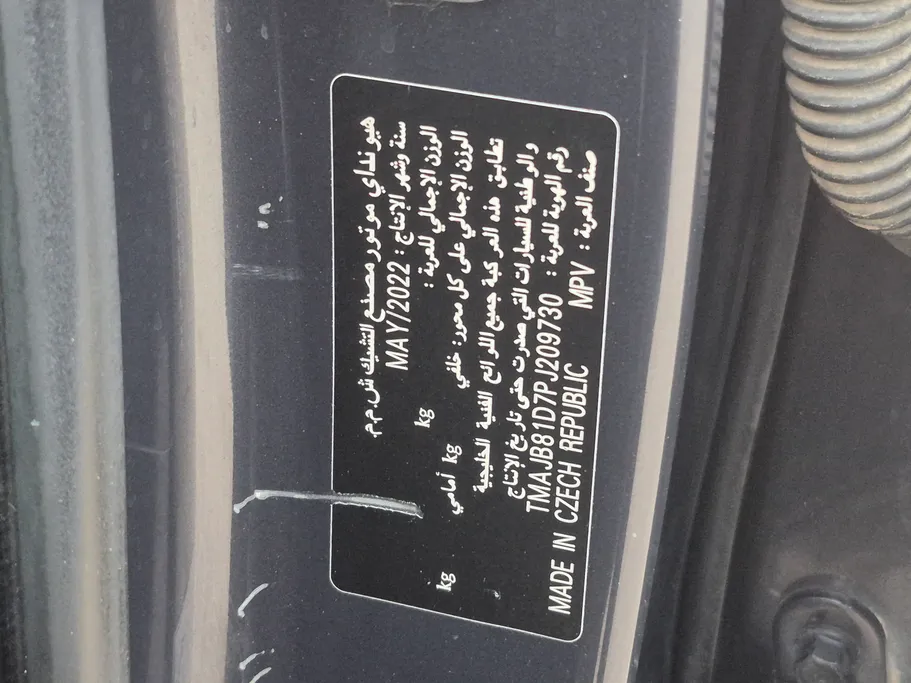 هيونداي موتور مصنع التشيك ش.م.م.
سنة وشهر الإنتاج : MAY/2022
الوزن الإجمالي للعربة : kg
الوزن الإجمالي على كل محور: خلفي kg أمامي kg
تطابق هذه المركبة جميع اللوائح الفنية الخليجية
والوطنية للسيارات التي صدرت حتى تاريخ الإنتاج
رقم الهوية للعربة : TMAJB81D7PJ209730
صنف العربة : MPV MADE IN CZECH REPUBLIC